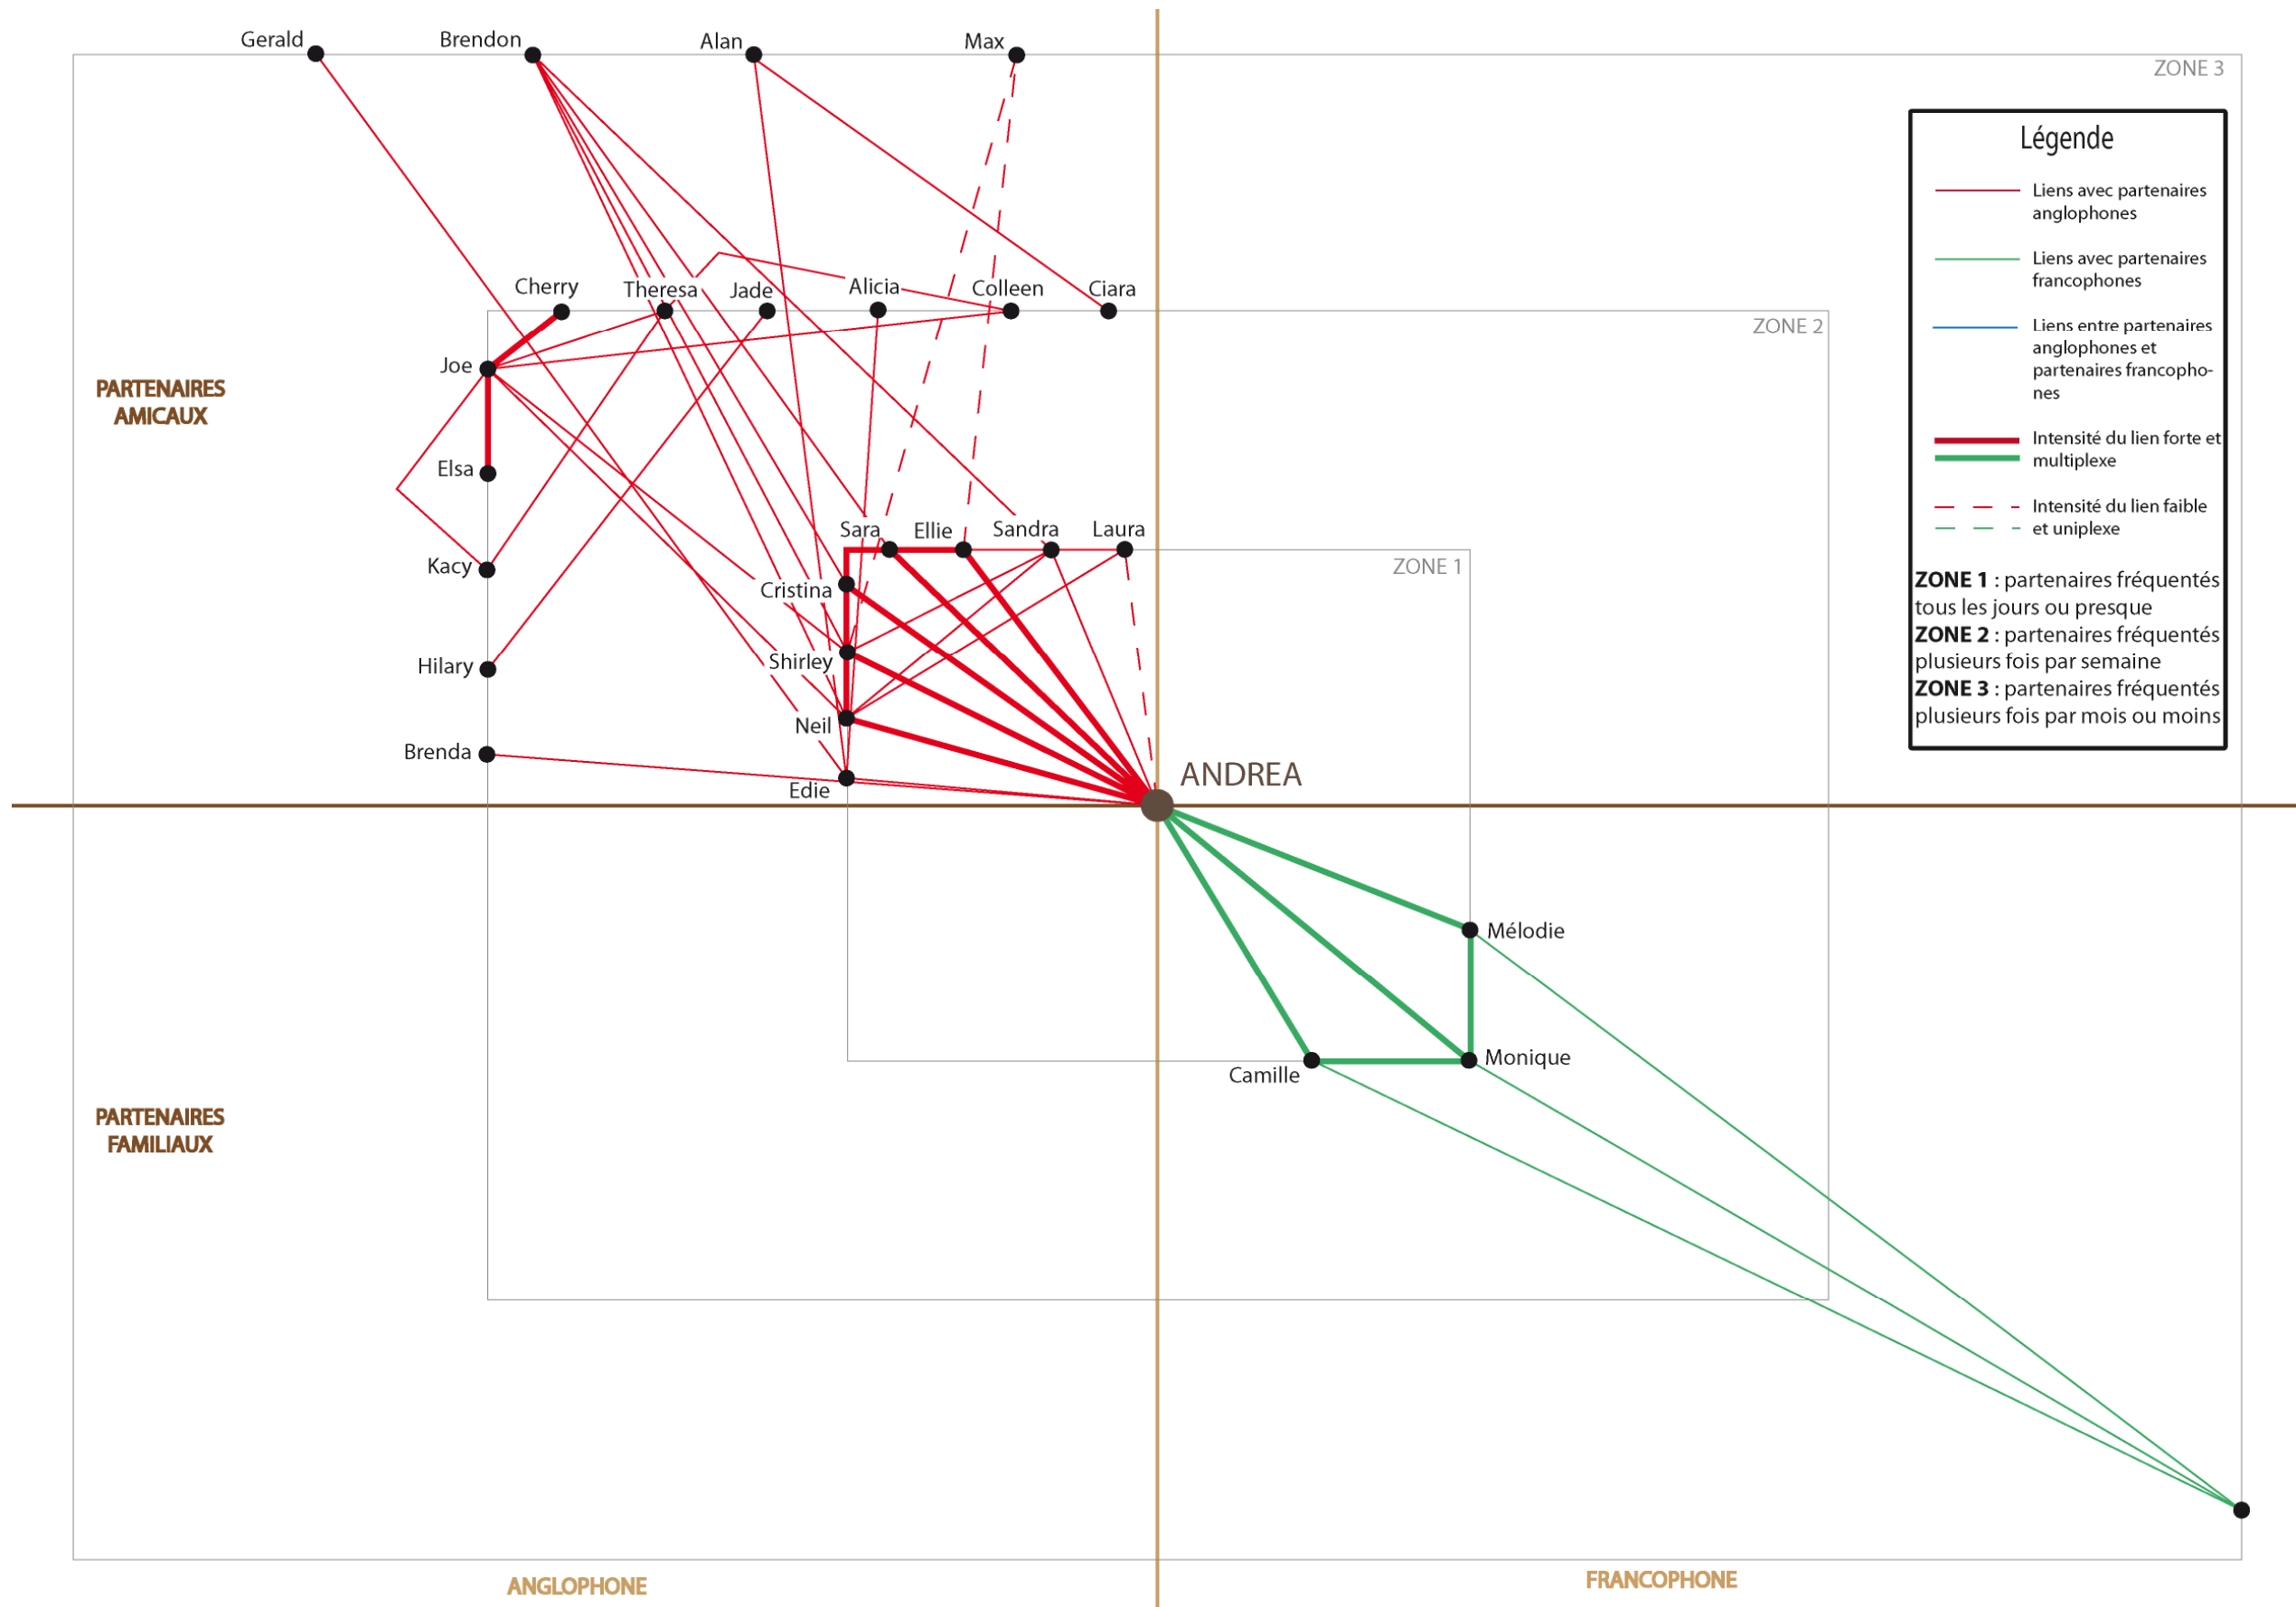 Gerald
Brendon
Alan
Max
ZONE 3
Légende
Liens avec partenaires
anglophones
Liens avec partenaires
francophones
Liens entre partenaires
anglophones et
partenaires francopho-
nes
Intensité du lien forte et
multiplexe
Intensité du lien faible
et uniplexe
ZONE 1 : partenaires fréquentés
tous les jours ou presque
ZONE 2 : partenaires fréquentés
plusieurs fois par semaine
ZONE 3 : partenaires fréquentés
plusieurs fois par mois ou moins
Cherry
Theresa
Jade
Alicia
Colleen
Ciara
ZONE 2
Joe
PARTENAIRES
AMICAUX
Elsa
Sara
Ellie
Sandra
Laura
Kacy
ZONE 1
Cristina
Hilary
Shirley
Neil
Brenda
Edie
ANDREA
Mélodie
Monique
Camille
PARTENAIRES
FAMILIAUX
ANGLOPHONE
FRANCOPHONE